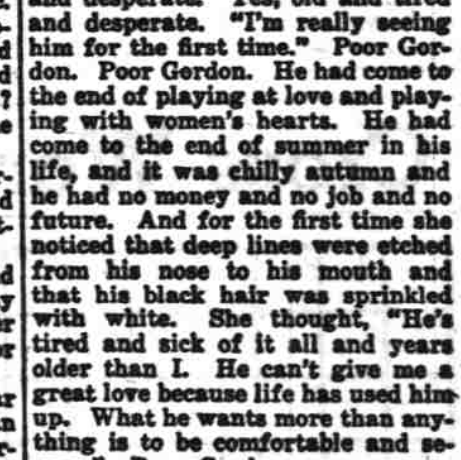 and desperate. Yes, old and tired
and desperate. "I'm really seeing
him for the first time." Poor Gor-
don. Poor Gordon. He had come to
the end of playing at love and play-
ing with women's hearts. He had
come to the end of summer in his
life, and it was chilly autumn and
he had no money and no job and no
future. And for the first time she
noticed that deep lines were etched
from his nose to his mouth and
that his black hair was sprinkled
with white. She thought, "He's
tired and sick of it all and years
older than I. He can't give me a
great love because life has used him
up. What he wants more than any-
thing is to be comfortable and se-